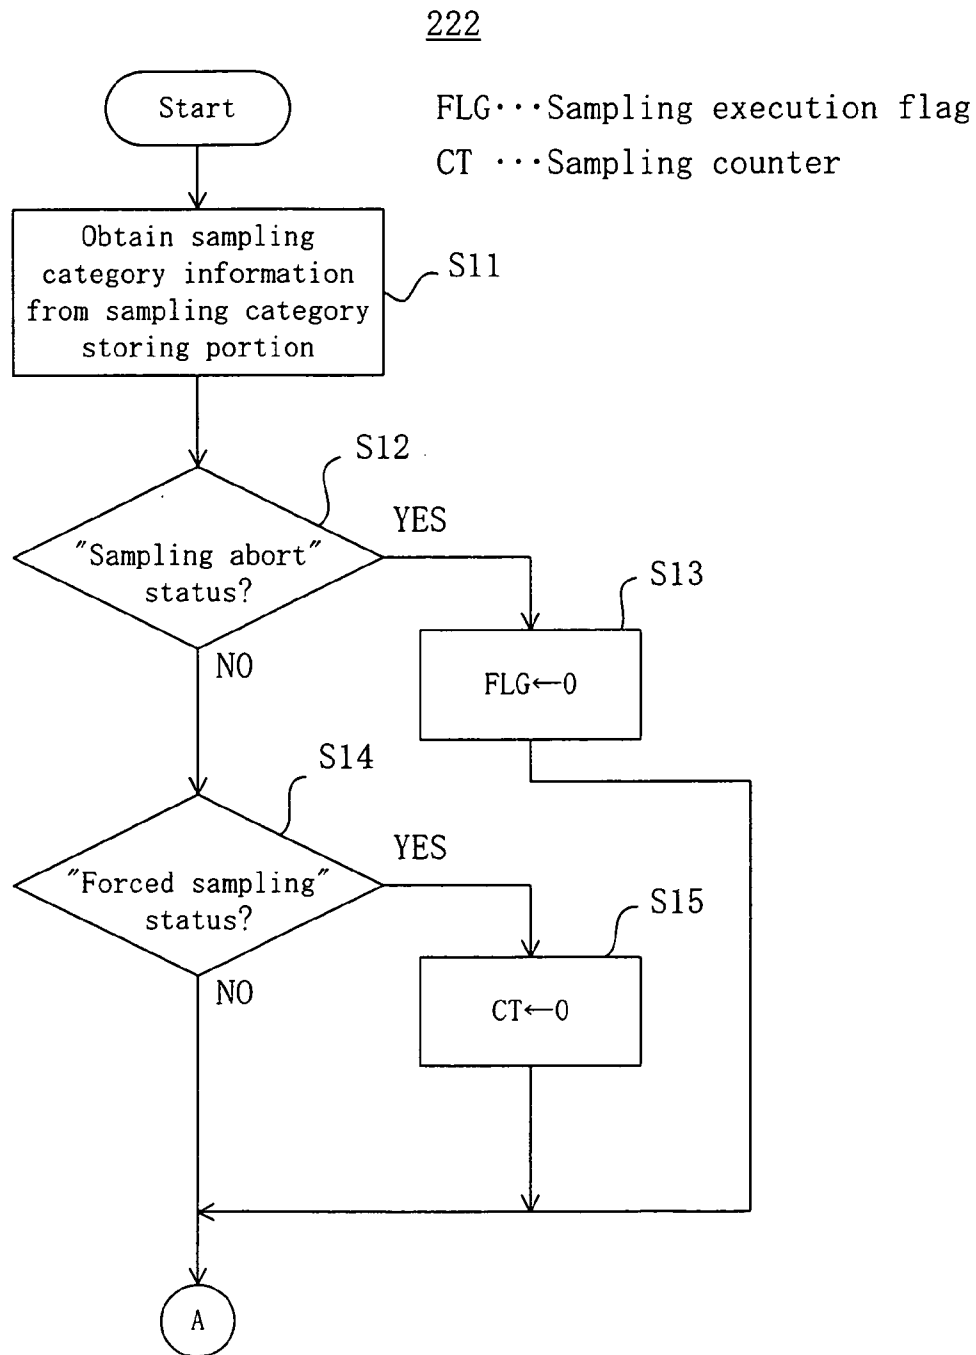 222
Start
FLG･･･Sampling execution flag
CT ･･･Sampling counter
Obtain sampling
category information
from sampling category
storing portion
S11
S12
YES
"Sampling abort"
status?
S13
NO
FLG←0
S14
YES
"Forced sampling"
status?
S15
NO
CT←0
A